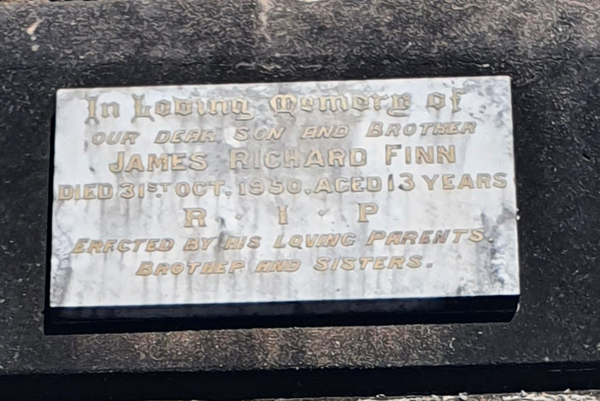 In Loving Memory of
OUR DEAR SON AND BROTHER
JAMES RICHARD FINN
DIED 31ST OCT. 1950. AGED 13 YEARS
R · I · P
ERECTED BY HIS LOVING PARENTS.
BROTHER AND SISTERS.